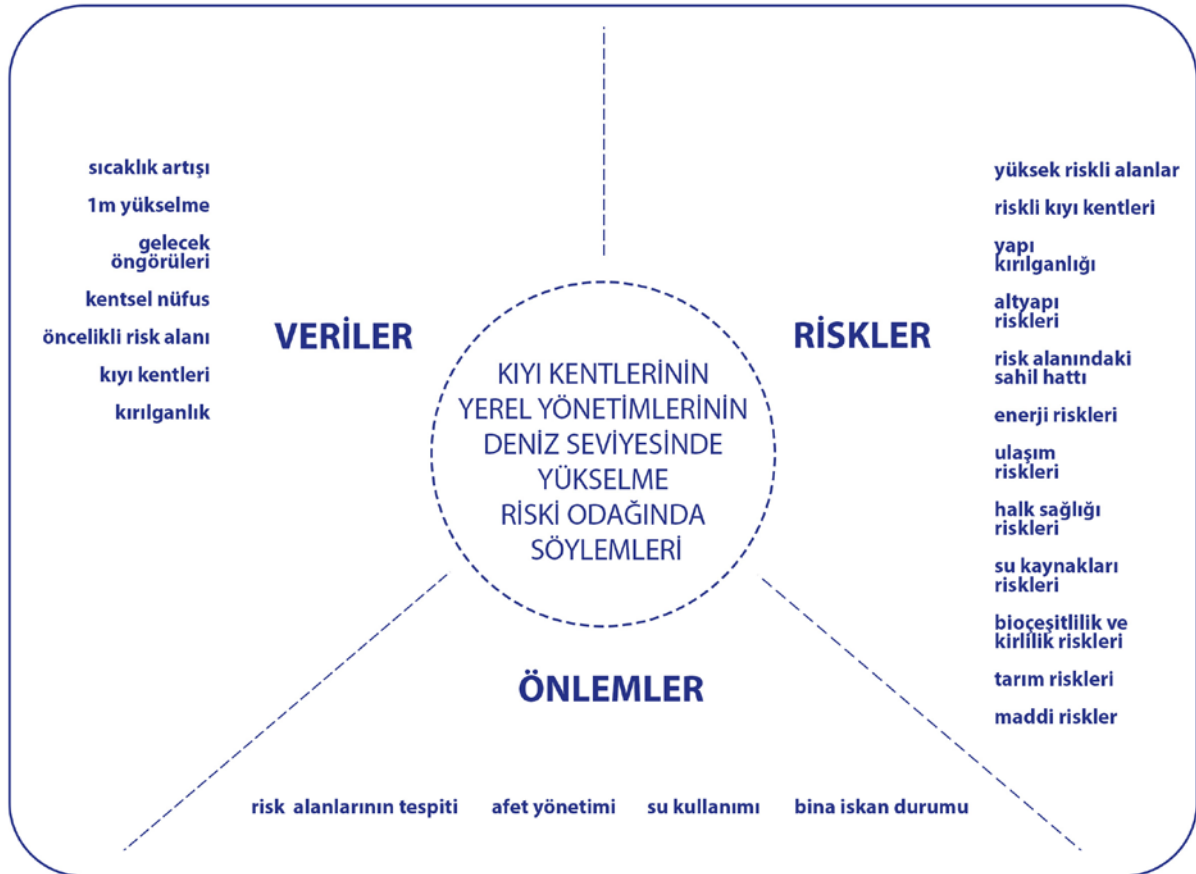 VERİLER
sıcaklık artışı
1m yükselme
gelecek
öngörüleri
kentsel nüfus
öncelikli risk alanı
kıyı kentleri
kırılganlık
KIYI KENTLERİNİN
YEREL YÖNETİMLERİNİN
DENİZ SEVİYESİNDE
YÜKSELME
RİSKİ ODAĞINDA
SÖYLEMLERİ
RİSKLER
yüksek riskli alanlar
riskli kıyı kentleri
yapı
kırılganlığı
altyapı
riskleri
risk alanındaki
sahil hattı
enerji riskleri
ulaşım
riskleri
halk sağlığı
riskleri
su kaynakları
riskleri
bioçeşitlilik ve
kirlilik riskleri
tarım riskleri
maddi riskler
ÖNLEMLER
risk alanlarının tespiti
afet yönetimi
su kullanımı
bina iskan durumu